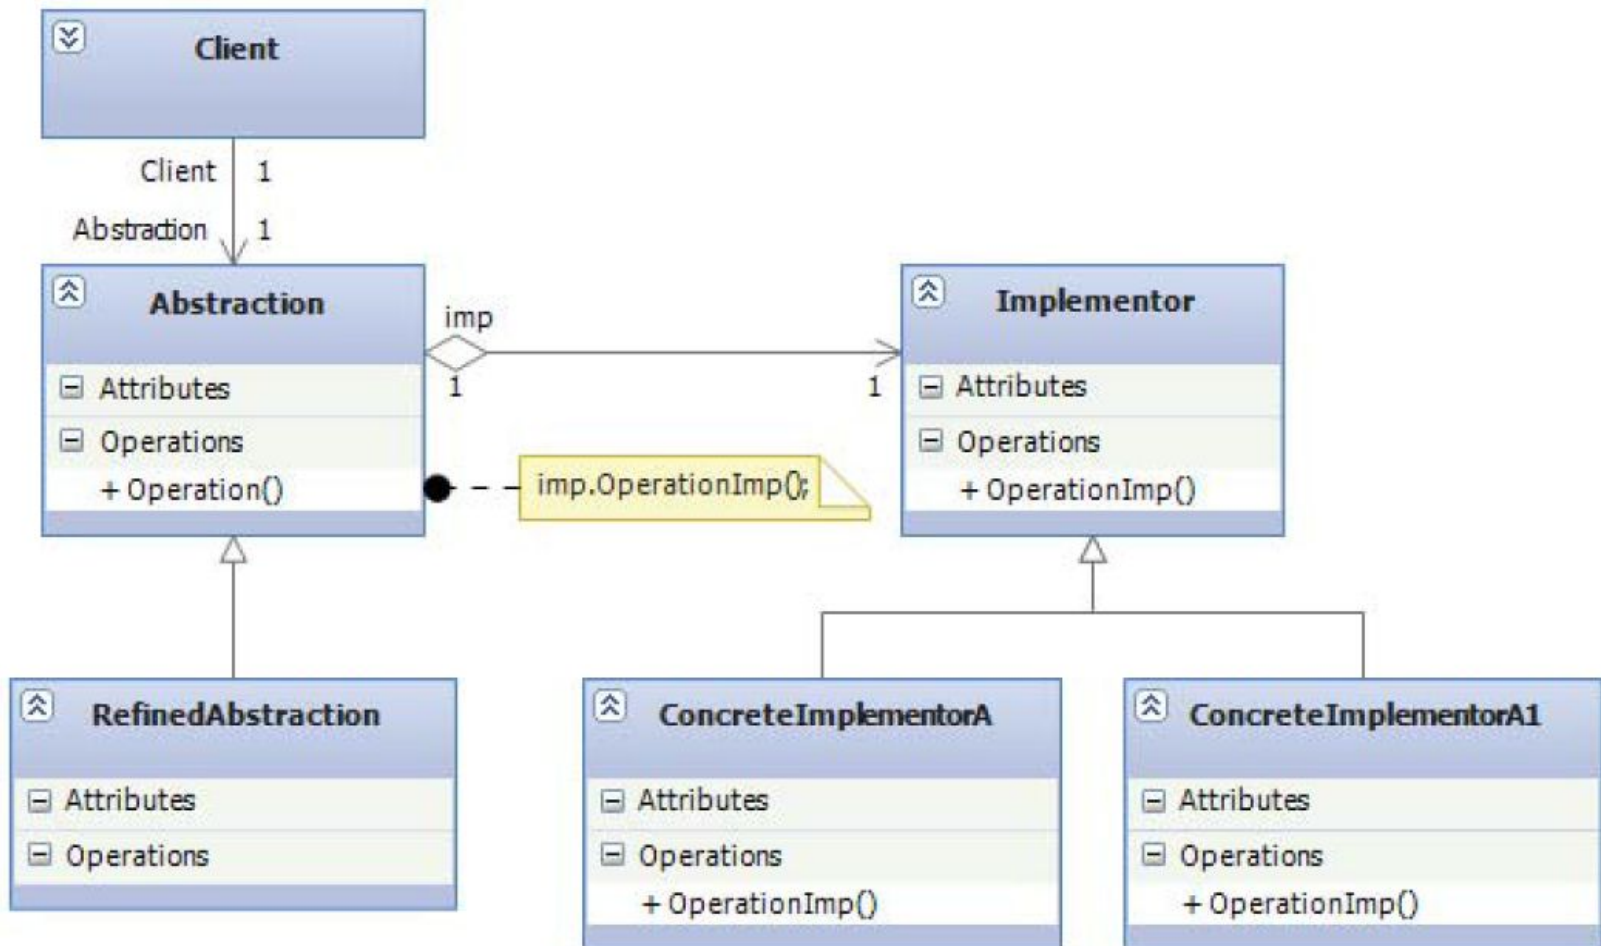 Client
Client 1
Abstraction 1
Abstraction
Attributes
Operations
+ Operation()
imp
1
1
imp.OperationImp();
Implementor
Attributes
Operations
+ OperationImp()
RefinedAbstraction
Attributes
Operations
ConcreteImplementorA
Attributes
Operations
+ OperationImp()
ConcreteImplementorA1
Attributes
Operations
+ OperationImp()